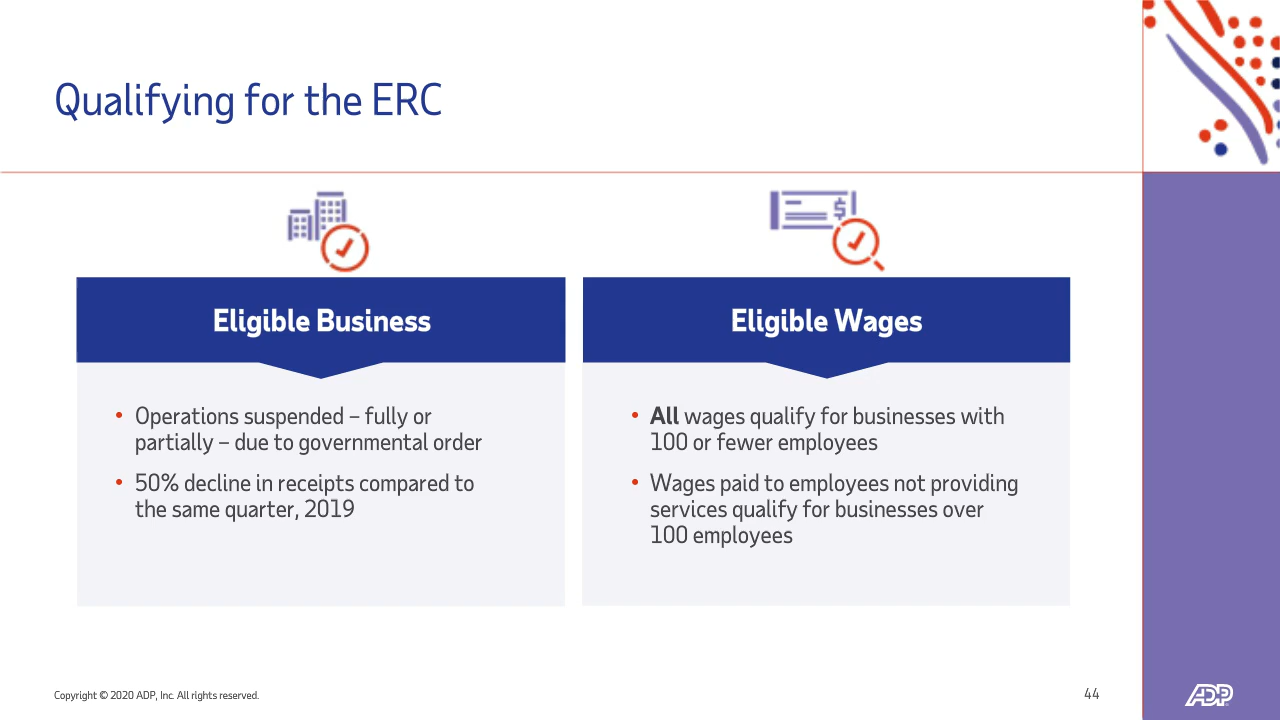 Qualifying for the ERC
$
Eligible Business
• Operations suspended – fully or
partially – due to governmental order
• 50% decline in receipts compared to
the same quarter, 2019
Eligible Wages
• All wages qualify for businesses with
100 or fewer employees
• Wages paid to employees not providing
services qualify for businesses over
100 employees
Copyright © 2020 ADP, Inc. All rights reserved.
44
ADP